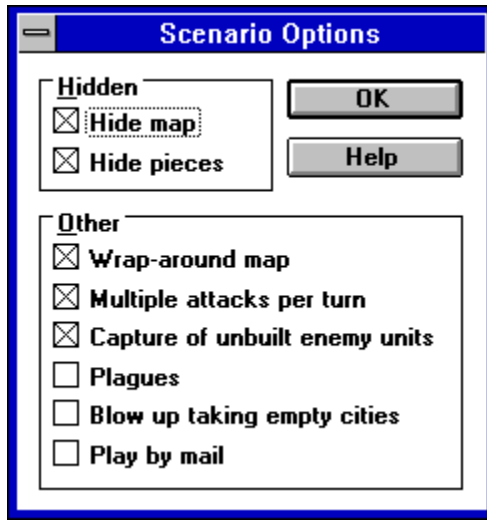 Scenario Options
Hidden
Hide map
Hide pieces
OK
Help
Other
Wrap-around map
Multiple attacks per turn
Capture of unbuilt enemy units
Plagues
Blow up taking empty cities
Play by mail